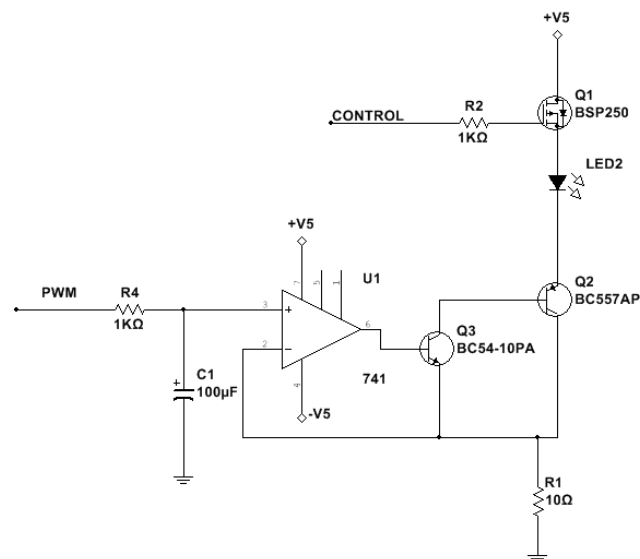 +V5
Q1
BSP250
CONTROL
R2
1KΩ
LED2
+V5
U1
7
5
1
PWM
R4
1KΩ
3
+
2
−
6
4
741
-V5
Q3
BC54-10PA
Q2
BC557AP
+
C1
100µF
R1
10Ω